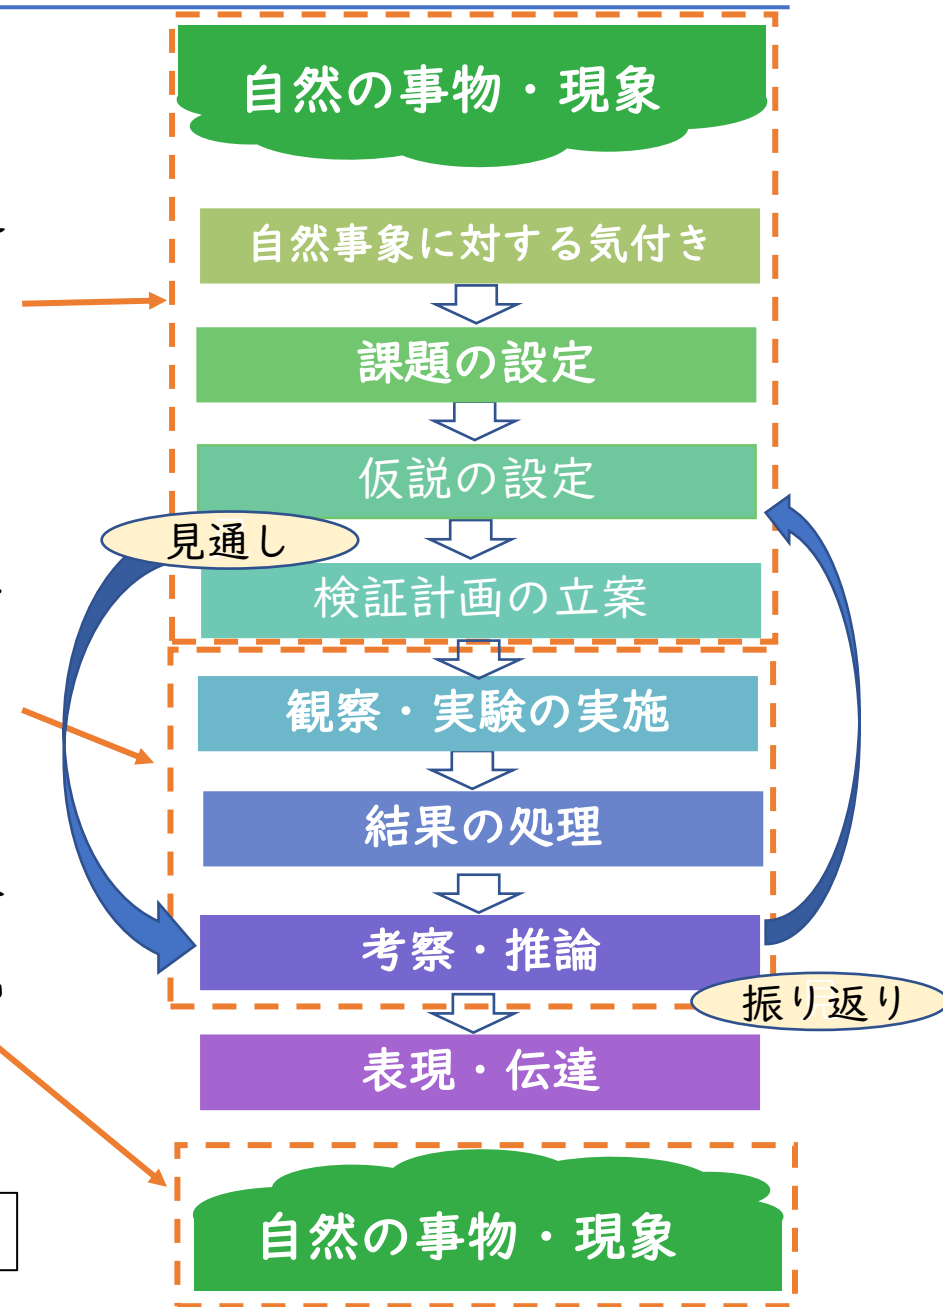 自然の事物・現象
自然事象に対する気付き
課題の設定
仮説の設定
見通し
検証計画の立案
観察・実験の実施
結果の処理
考察・推論
振り返り
表現・伝達
自然の事物・現象